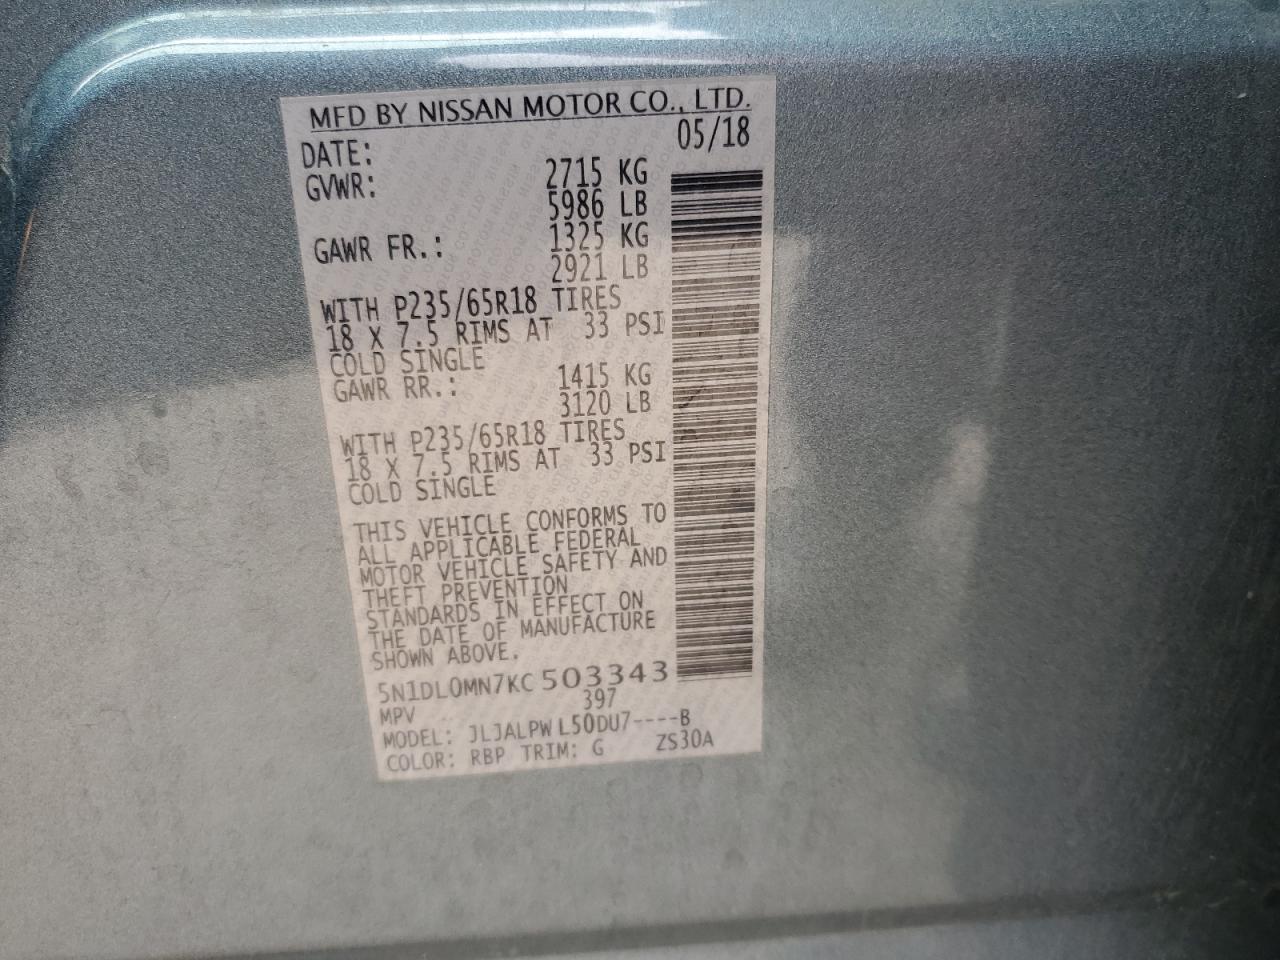 MFD BY NISSAN MOTOR CO., LTD.
DATE: 05/18
GVWR: 2715 KG
5986 LB
GAWR FR.: 1325 KG
2921 LB
WITH P235/65R18 TIRES
18 X 7.5 RIMS AT 33 PSI
COLD SINGLE
GAWR RR.: 1415 KG
3120 LB
WITH P235/65R18 TIRES
18 X 7.5 RIMS AT 33 PSI
COLD SINGLE
THIS VEHICLE CONFORMS TO
ALL APPLICABLE FEDERAL
MOTOR VEHICLE SAFETY AND
THEFT PREVENTION
STANDARDS IN EFFECT ON
THE DATE OF MANUFACTURE
SHOWN ABOVE.
5N1DL0MN7KC503343
MPV 397
MODEL: JLJALPWL50DU7----B
COLOR: RBP TRIM: G ZS30A